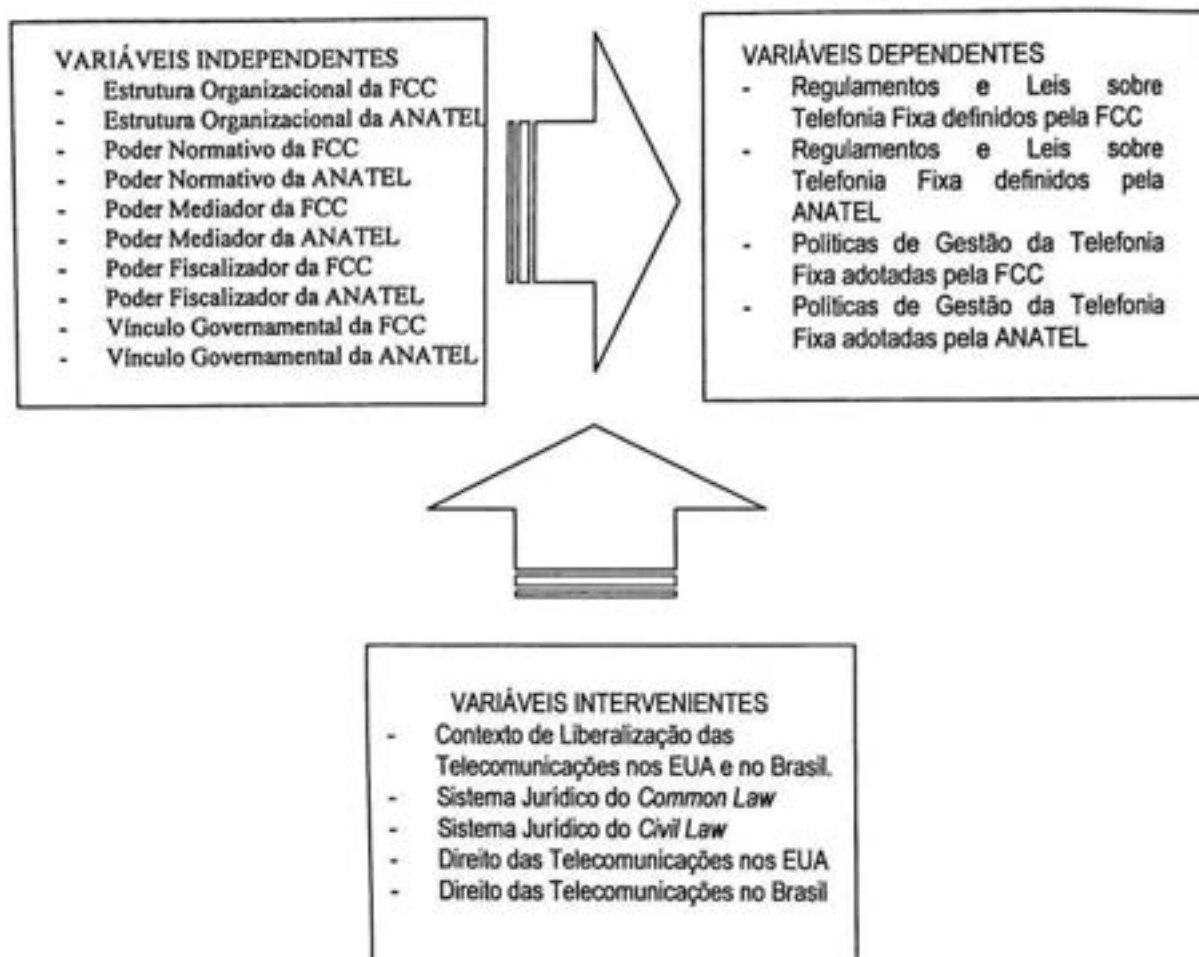 VARIÁVEIS INDEPENDENTES
- Estrutura Organizacional da FCC
- Estrutura Organizacional da ANATEL
- Poder Normativo da FCC
- Poder Normativo da ANATEL
- Poder Mediador da FCC
- Poder Mediador da ANATEL
- Poder Fiscalizador da FCC
- Poder Fiscalizador da ANATEL
- Vínculo Governamental da FCC
- Vínculo Governamental da ANATEL
VARIÁVEIS DEPENDENTES
- Regulamentos e Leis sobre
Telefonia Fixa definidos pela FCC
- Regulamentos e Leis sobre
Telefonia Fixa definidos pela
ANATEL
- Políticas de Gestão da Telefonia
Fixa adotadas pela FCC
- Políticas de Gestão da Telefonia
Fixa adotadas pela ANATEL
VARIÁVEIS INTERVENIENTES
- Contexto de Liberalização das
Telecomunicações nos EUA e no Brasil.
- Sistema Jurídico do Common Law
- Sistema Jurídico do Civil Law
- Direito das Telecomunicações nos EUA
- Direito das Telecomunicações no Brasil